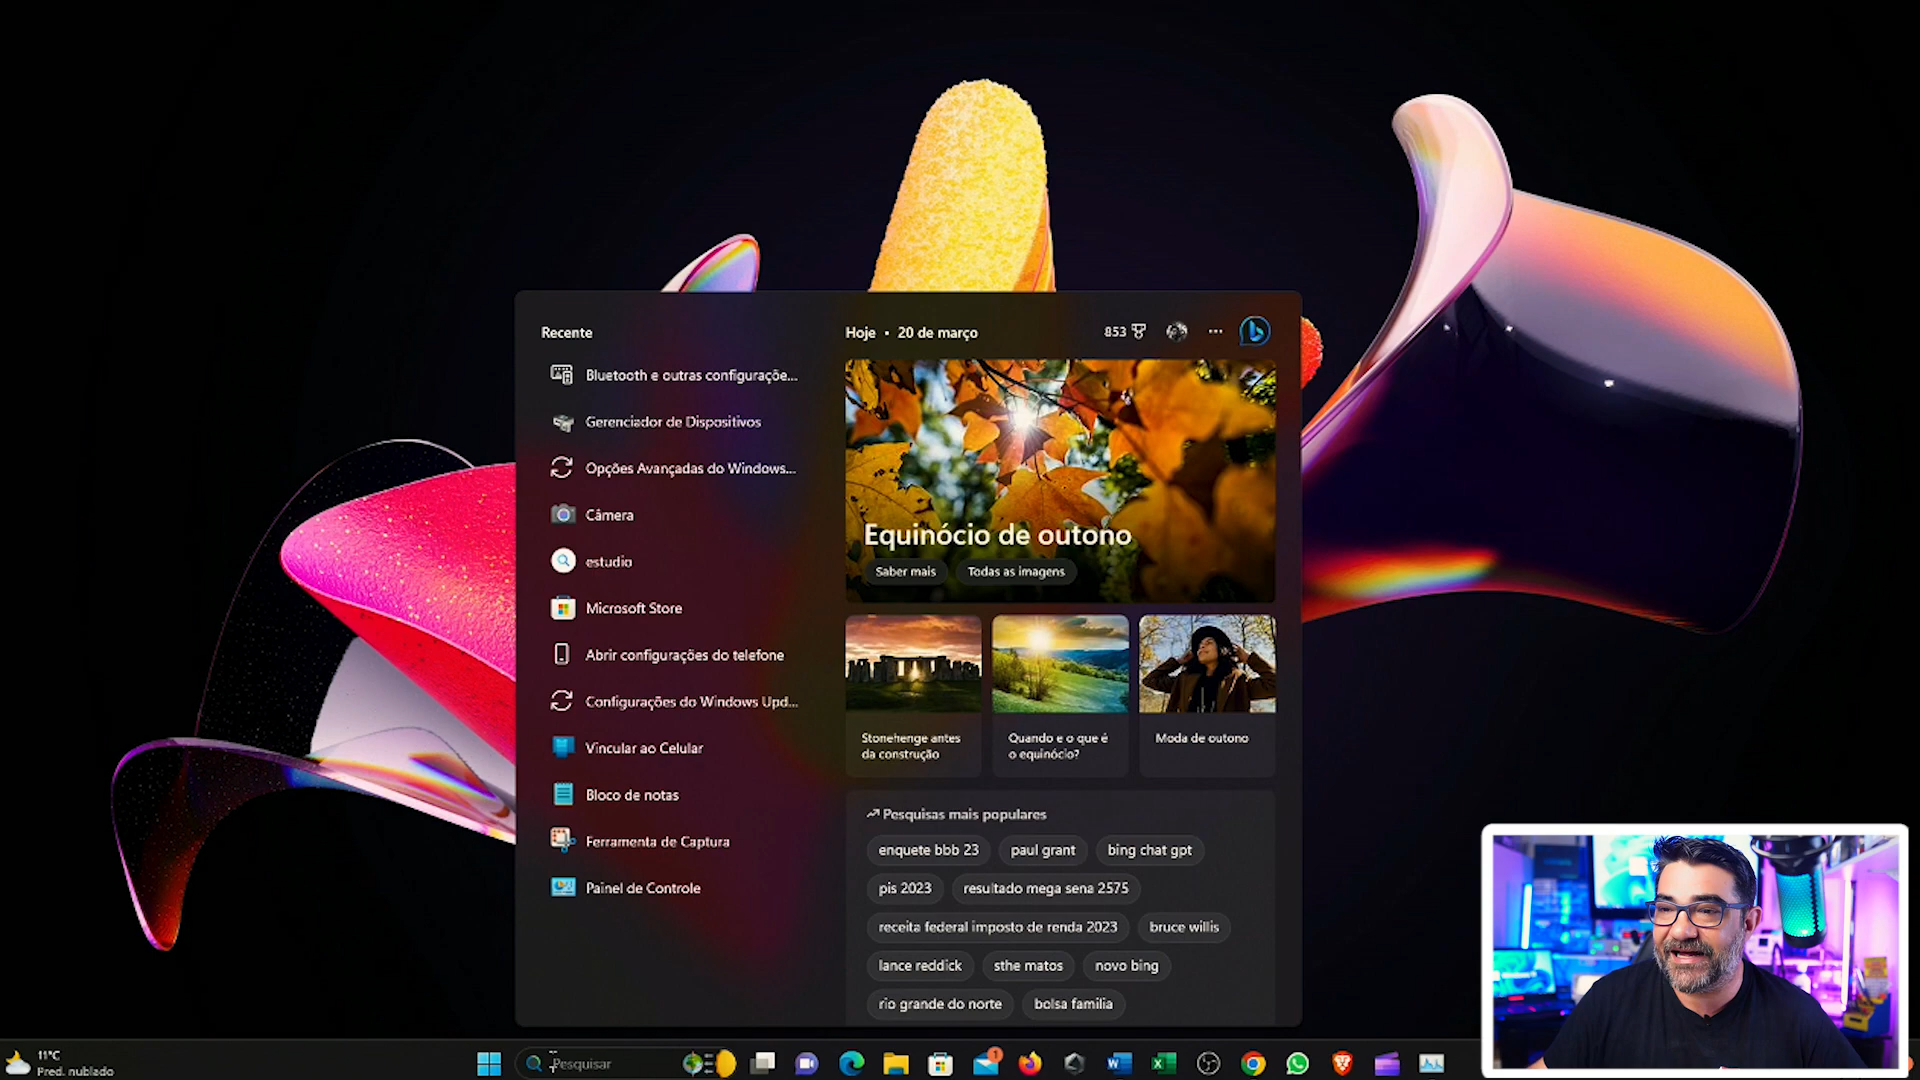 Recente
Bluetooth e outras configuraçõe...
Gerenciador de Dispositivos
Opções Avançadas do Windows...
Câmera
estudio
Microsoft Store
Abrir configurações do telefone
Configurações do Windows Upd...
Vincular ao Celular
Bloco de notas
Ferramenta de Captura
Painel de Controle
Hoje • 20 de março
853
Equinócio de outono
Saber mais
Todas as imagens
Stonehenge antes
da construção
Quando e o que é
o equinócio?
Moda de outono
Pesquisas mais populares
enquete bbb 23
paul grant
bing chat gpt
pis 2023
resultado mega sena 2575
receita federal imposto de renda 2023
bruce willis
lance reddick
sthe matos
novo bing
rio grande do norte
bolsa familia
11°C
Pred. nublado
Pesquisar
1